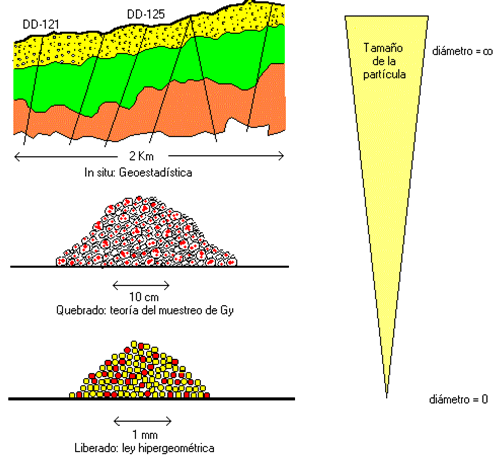 DD-121
DD-125
2 Km
In situ: Geoestadística
10 cm
Quebrado: teoría del muestreo de Gy
1 mm
Liberado: ley hipergeométrica
Tamaño
de la
partícula
diámetro = ∞
diámetro = 0